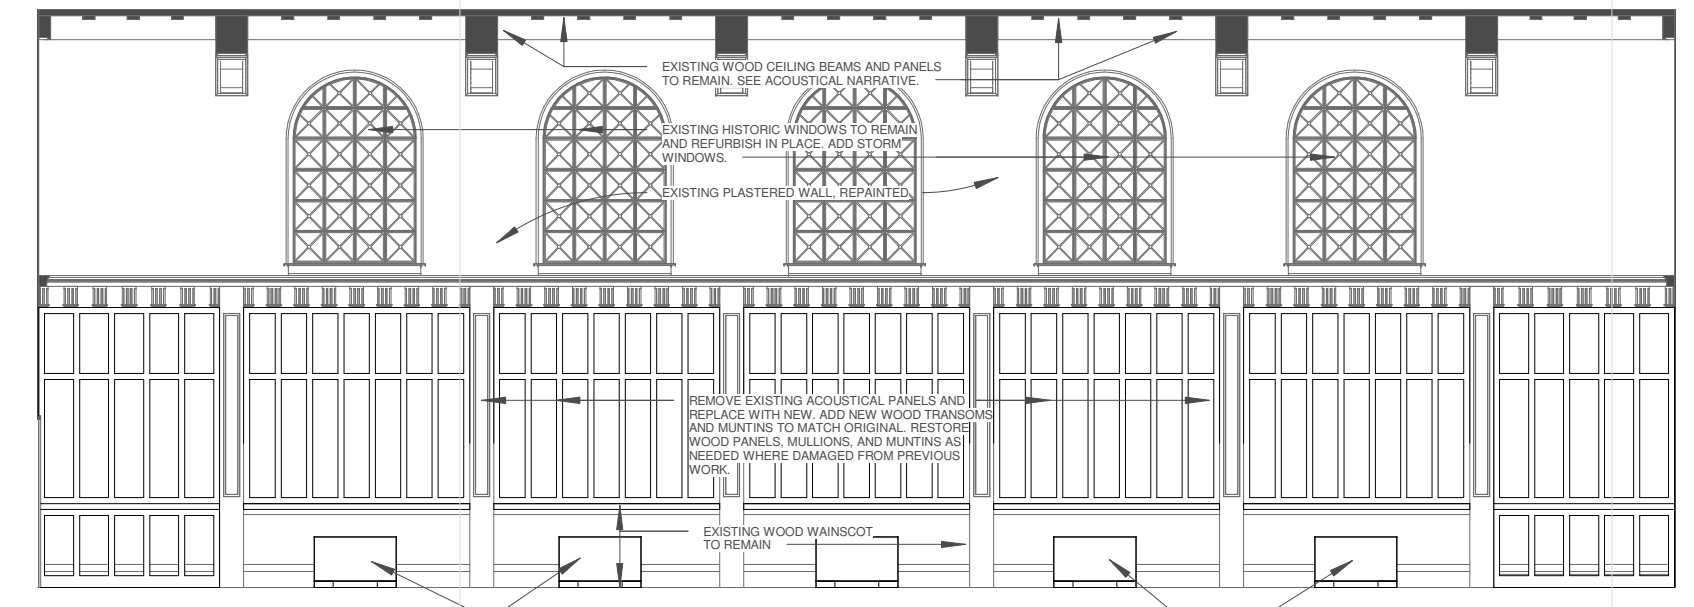 EXISTING WOOD CEILING BEAMS AND PANELS
TO REMAIN. SEE ACOUSTICAL NARRATIVE.
EXISTING HISTORIC WINDOWS TO REMAIN
AND REFURBISH IN PLACE. ADD STORM
WINDOWS.
EXISTING PLASTERED WALL, REPAINTED.
REMOVE EXISTING ACOUSTICAL PANELS AND
REPLACE WITH NEW. ADD NEW WOOD TRANSOMS
AND MUNTINS TO MATCH ORIGINAL. RESTORE
WOOD PANELS, MULLIONS, AND MUNTINS AS
NEEDED WHERE DAMAGED FROM PREVIOUS
WORK.
EXISTING WOOD WAINSCOT
TO REMAIN